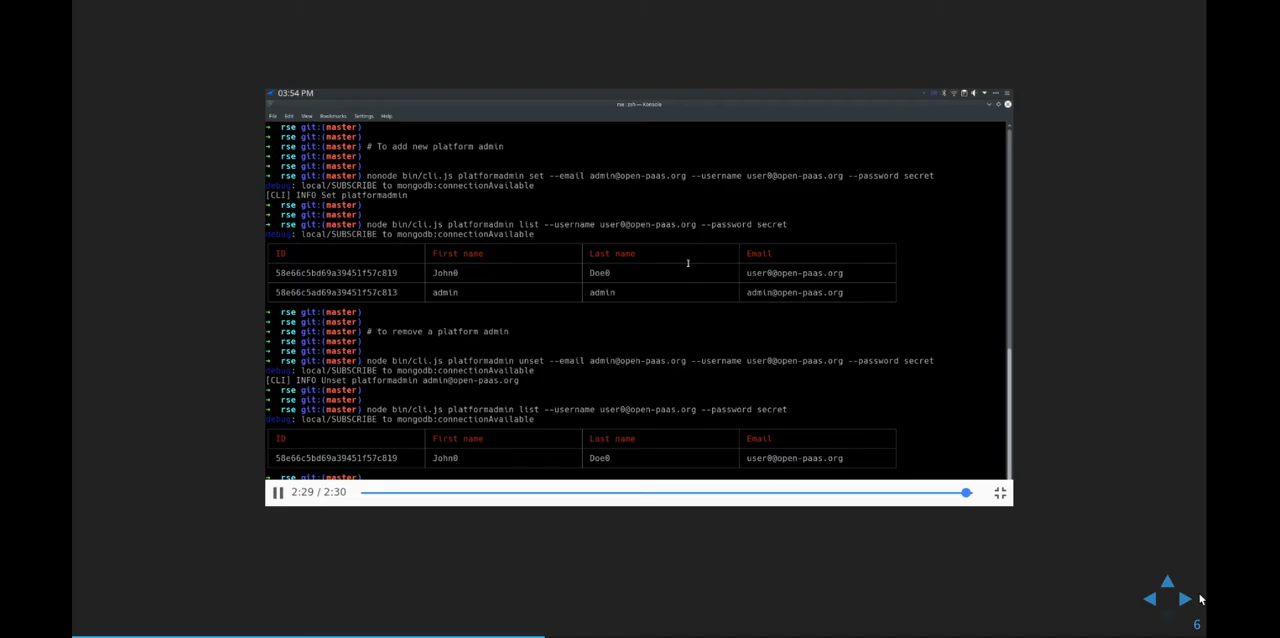 03:54 PM
me : zsh — Konsole
File Edit View Bookmarks Settings Help
➜ rse git:(master)
➜ rse git:(master)
➜ rse git:(master) # To add new platform admin
➜ rse git:(master)
➜ rse git:(master)
➜ rse git:(master) nonode bin/cli.js platformadmin set --email admin@open-paas.org --username user0@open-paas.org --password secret
debug: local/SUBSCRIBE to mongodb:connectionAvailable
[CLI] INFO Set platformadmin
➜ rse git:(master)
➜ rse git:(master)
➜ rse git:(master) node bin/cli.js platformadmin list --username user0@open-paas.org --password secret
debug: local/SUBSCRIBE to mongodb:connectionAvailable
ID First name Last name Email
58e66c5bd69a39451f57c819 John0 Doe0 user0@open-paas.org
58e66c5ad69a39451f57c813 admin admin admin@open-paas.org
➜ rse git:(master)
➜ rse git:(master)
➜ rse git:(master) # to remove a platform admin
➜ rse git:(master)
➜ rse git:(master)
➜ rse git:(master) node bin/cli.js platformadmin unset --email admin@open-paas.org --username user0@open-paas.org --password secret
debug: local/SUBSCRIBE to mongodb:connectionAvailable
[CLI] INFO Unset platformadmin admin@open-paas.org
➜ rse git:(master)
➜ rse git:(master)
➜ rse git:(master) node bin/cli.js platformadmin list --username user0@open-paas.org --password secret
debug: local/SUBSCRIBE to mongodb:connectionAvailable
ID First name Last name Email
58e66c5bd69a39451f57c819 John0 Doe0 user0@open-paas.org
➜ rse git:(master)
2:29 / 2:30
6